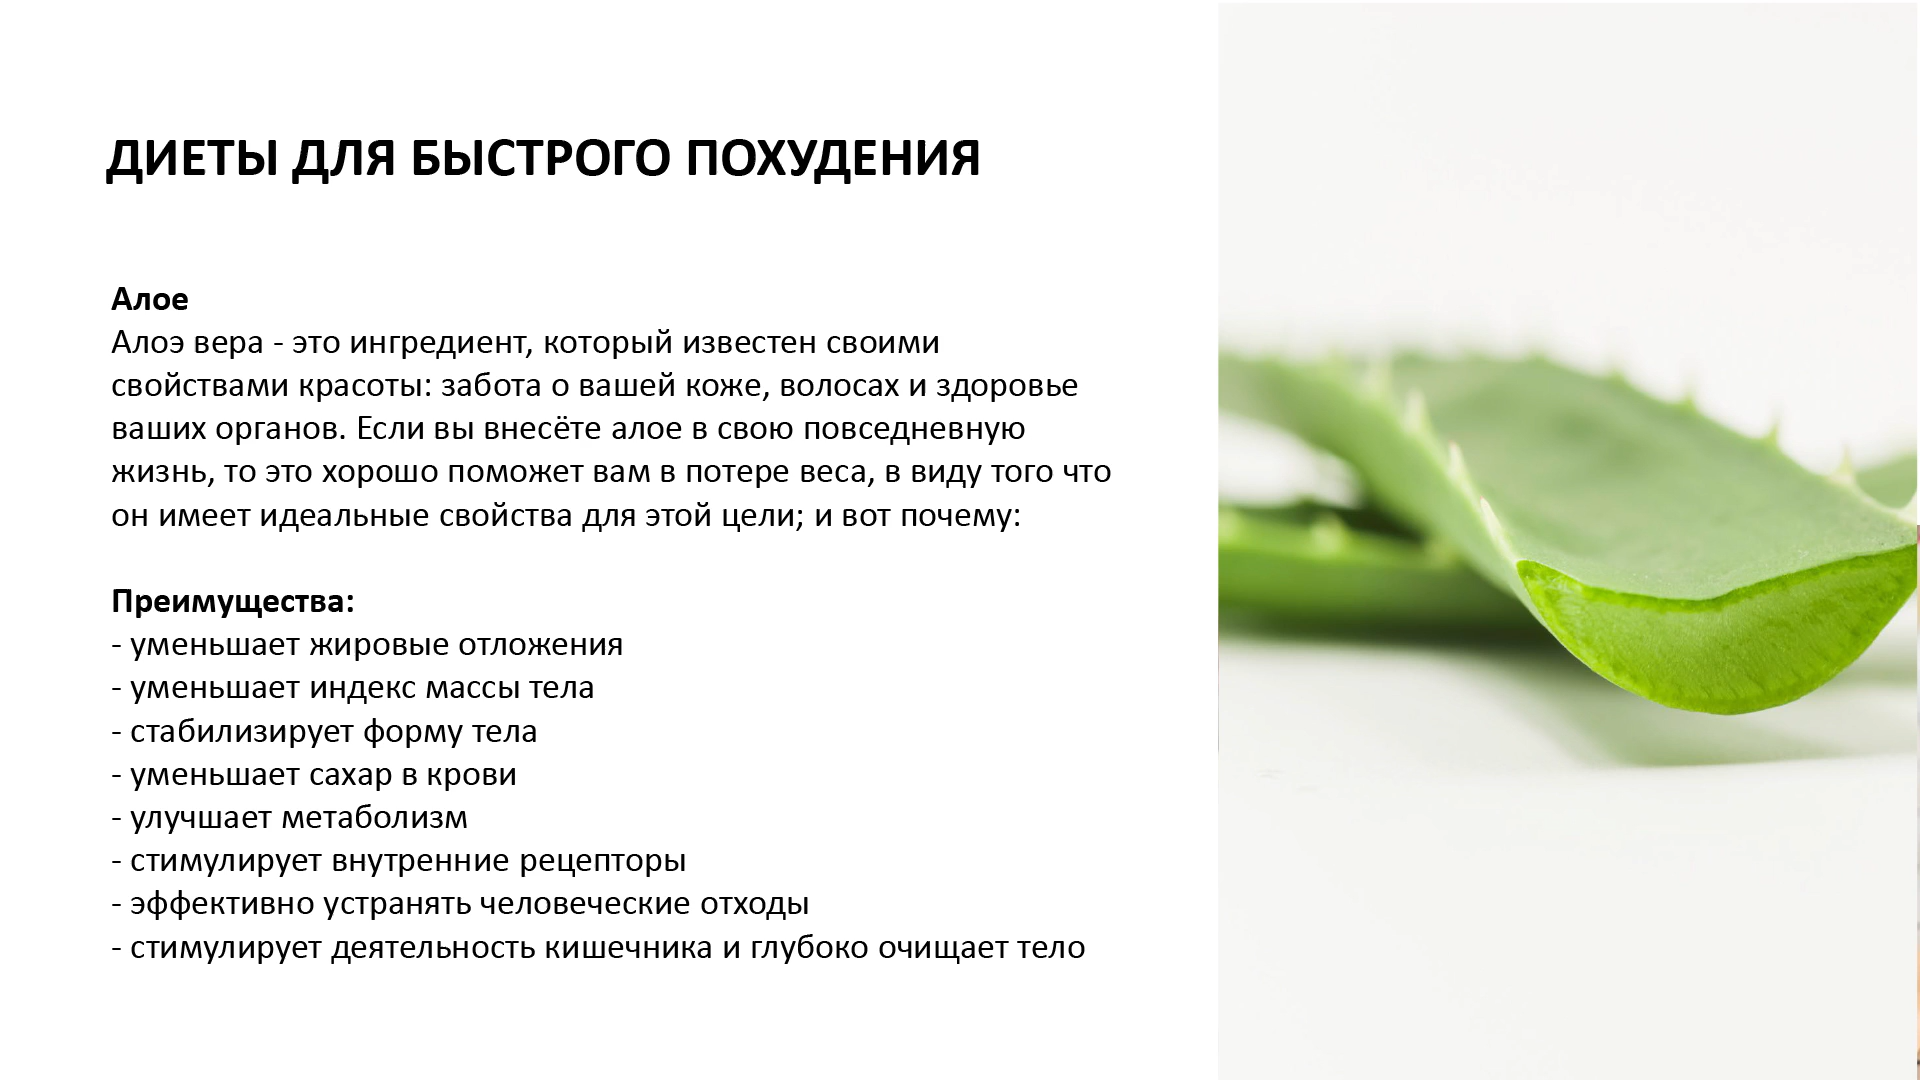 ДИЕТЫ ДЛЯ БЫСТРОГО ПОХУДЕНИЯ
Алое
Алоэ вера - это ингредиент, который известен своими
свойствами красоты: забота о вашей коже, волосах и здоровье
ваших органов. Если вы внесёте алое в свою повседневную
жизнь, то это хорошо поможет вам в потере веса, в виду того что
он имеет идеальные свойства для этой цели; и вот почему:
Преимущества:
- уменьшает жировые отложения
- уменьшает индекс массы тела
- стабилизирует форму тела
- уменьшает сахар в крови
- улучшает метаболизм
- стимулирует внутренние рецепторы
- эффективно устранять человеческие отходы
- стимулирует деятельность кишечника и глубоко очищает тело